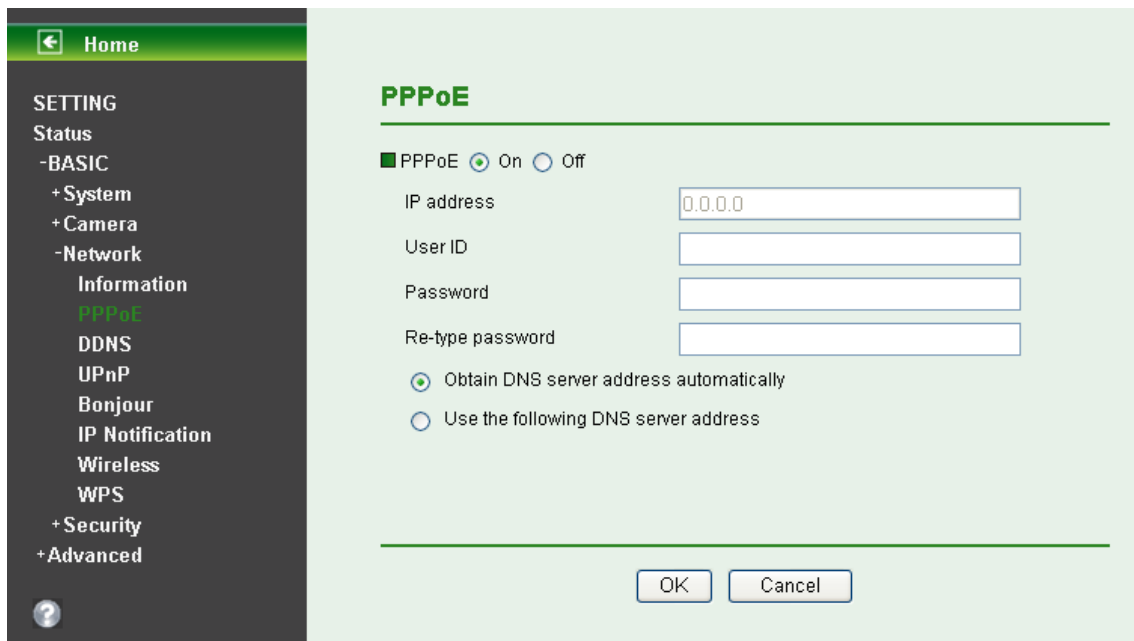 Home
SETTING
Status
-BASIC
+System
+Camera
-Network
Information
PPPoE
DDNS
UPnP
Bonjour
IP Notification
Wireless
WPS
+Security
+Advanced
?
PPPoE
PPPoE On Off
IP address 0.0.0.0
User ID
Password
Re-type password
Obtain DNS server address automatically
Use the following DNS server address
OK Cancel